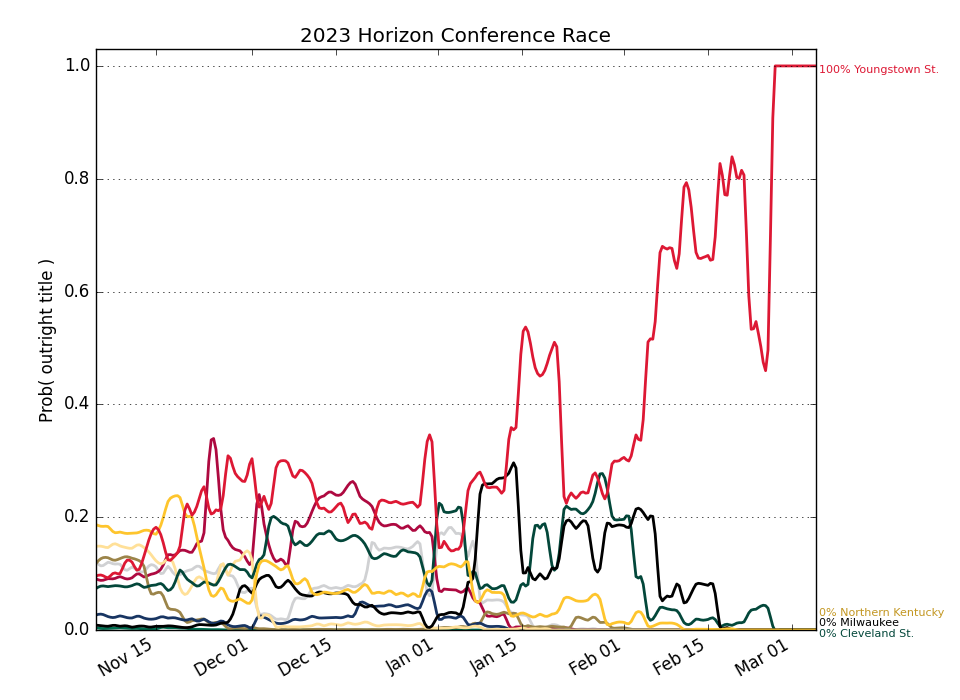 2023 Horizon Conference Race
Prob( outright title )
1.0
0.8
0.6
0.4
0.2
0.0
100% Youngstown St.
0% Northern Kentucky
0% Milwaukee
0% Cleveland St.
Nov 15
Dec 01
Dec 15
Jan 01
Jan 15
Feb 01
Feb 15
Mar 01